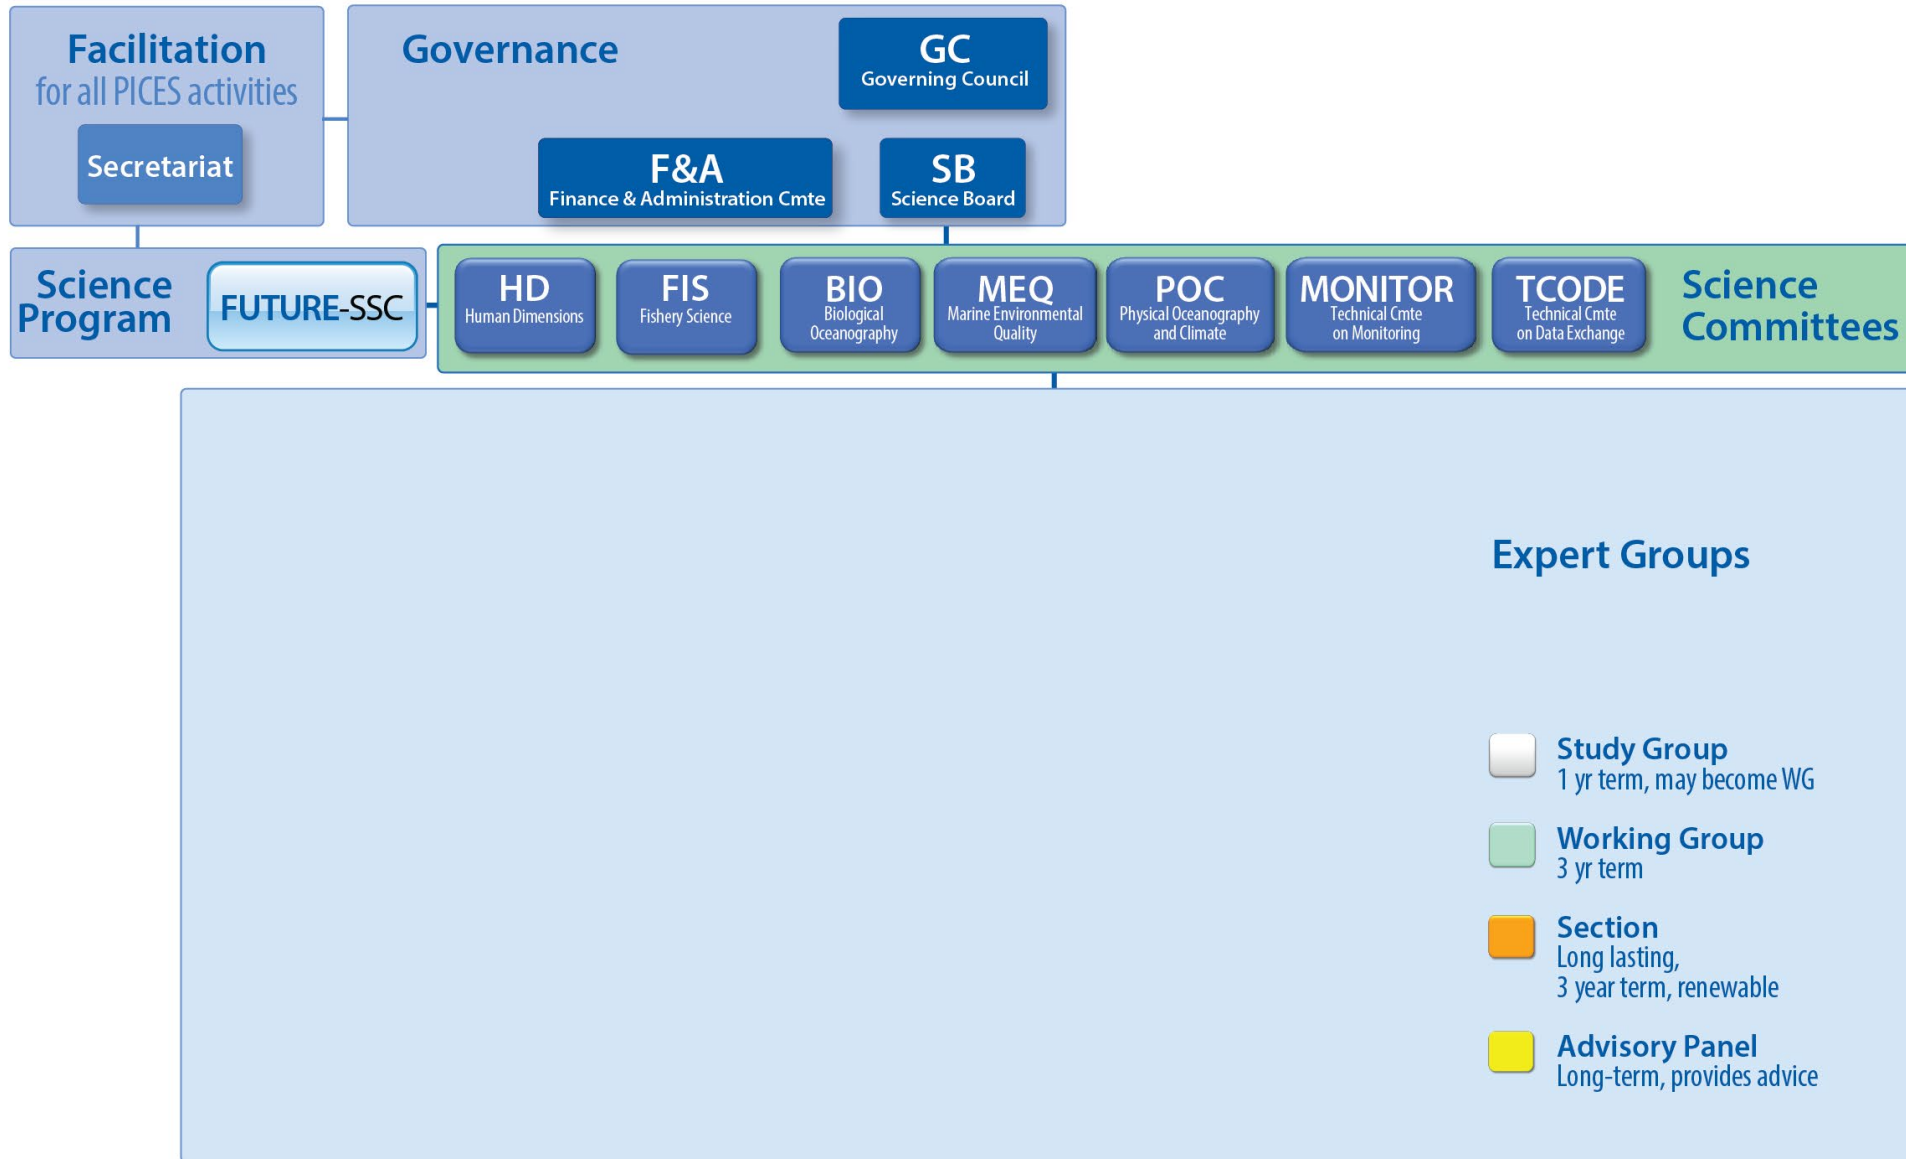 Facilitation
for all PICES activities
Secretariat
Governance
GC
Governing Council
F&A
Finance & Administration Cmte
SB
Science Board
Science
Program
FUTURE-SSC
HD
Human Dimensions
FIS
Fishery Science
BIO
Biological
Oceanography
MEQ
Marine Environmental
Quality
POC
Physical Oceanography
and Climate
MONITOR
Technical Cmte
on Monitoring
TCODE
Technical Cmte
on Data Exchange
Science
Committees
Expert Groups
Study Group
1 yr term, may become WG
Working Group
3 yr term
Section
Long lasting,
3 year term, renewable
Advisory Panel
Long-term, provides advice